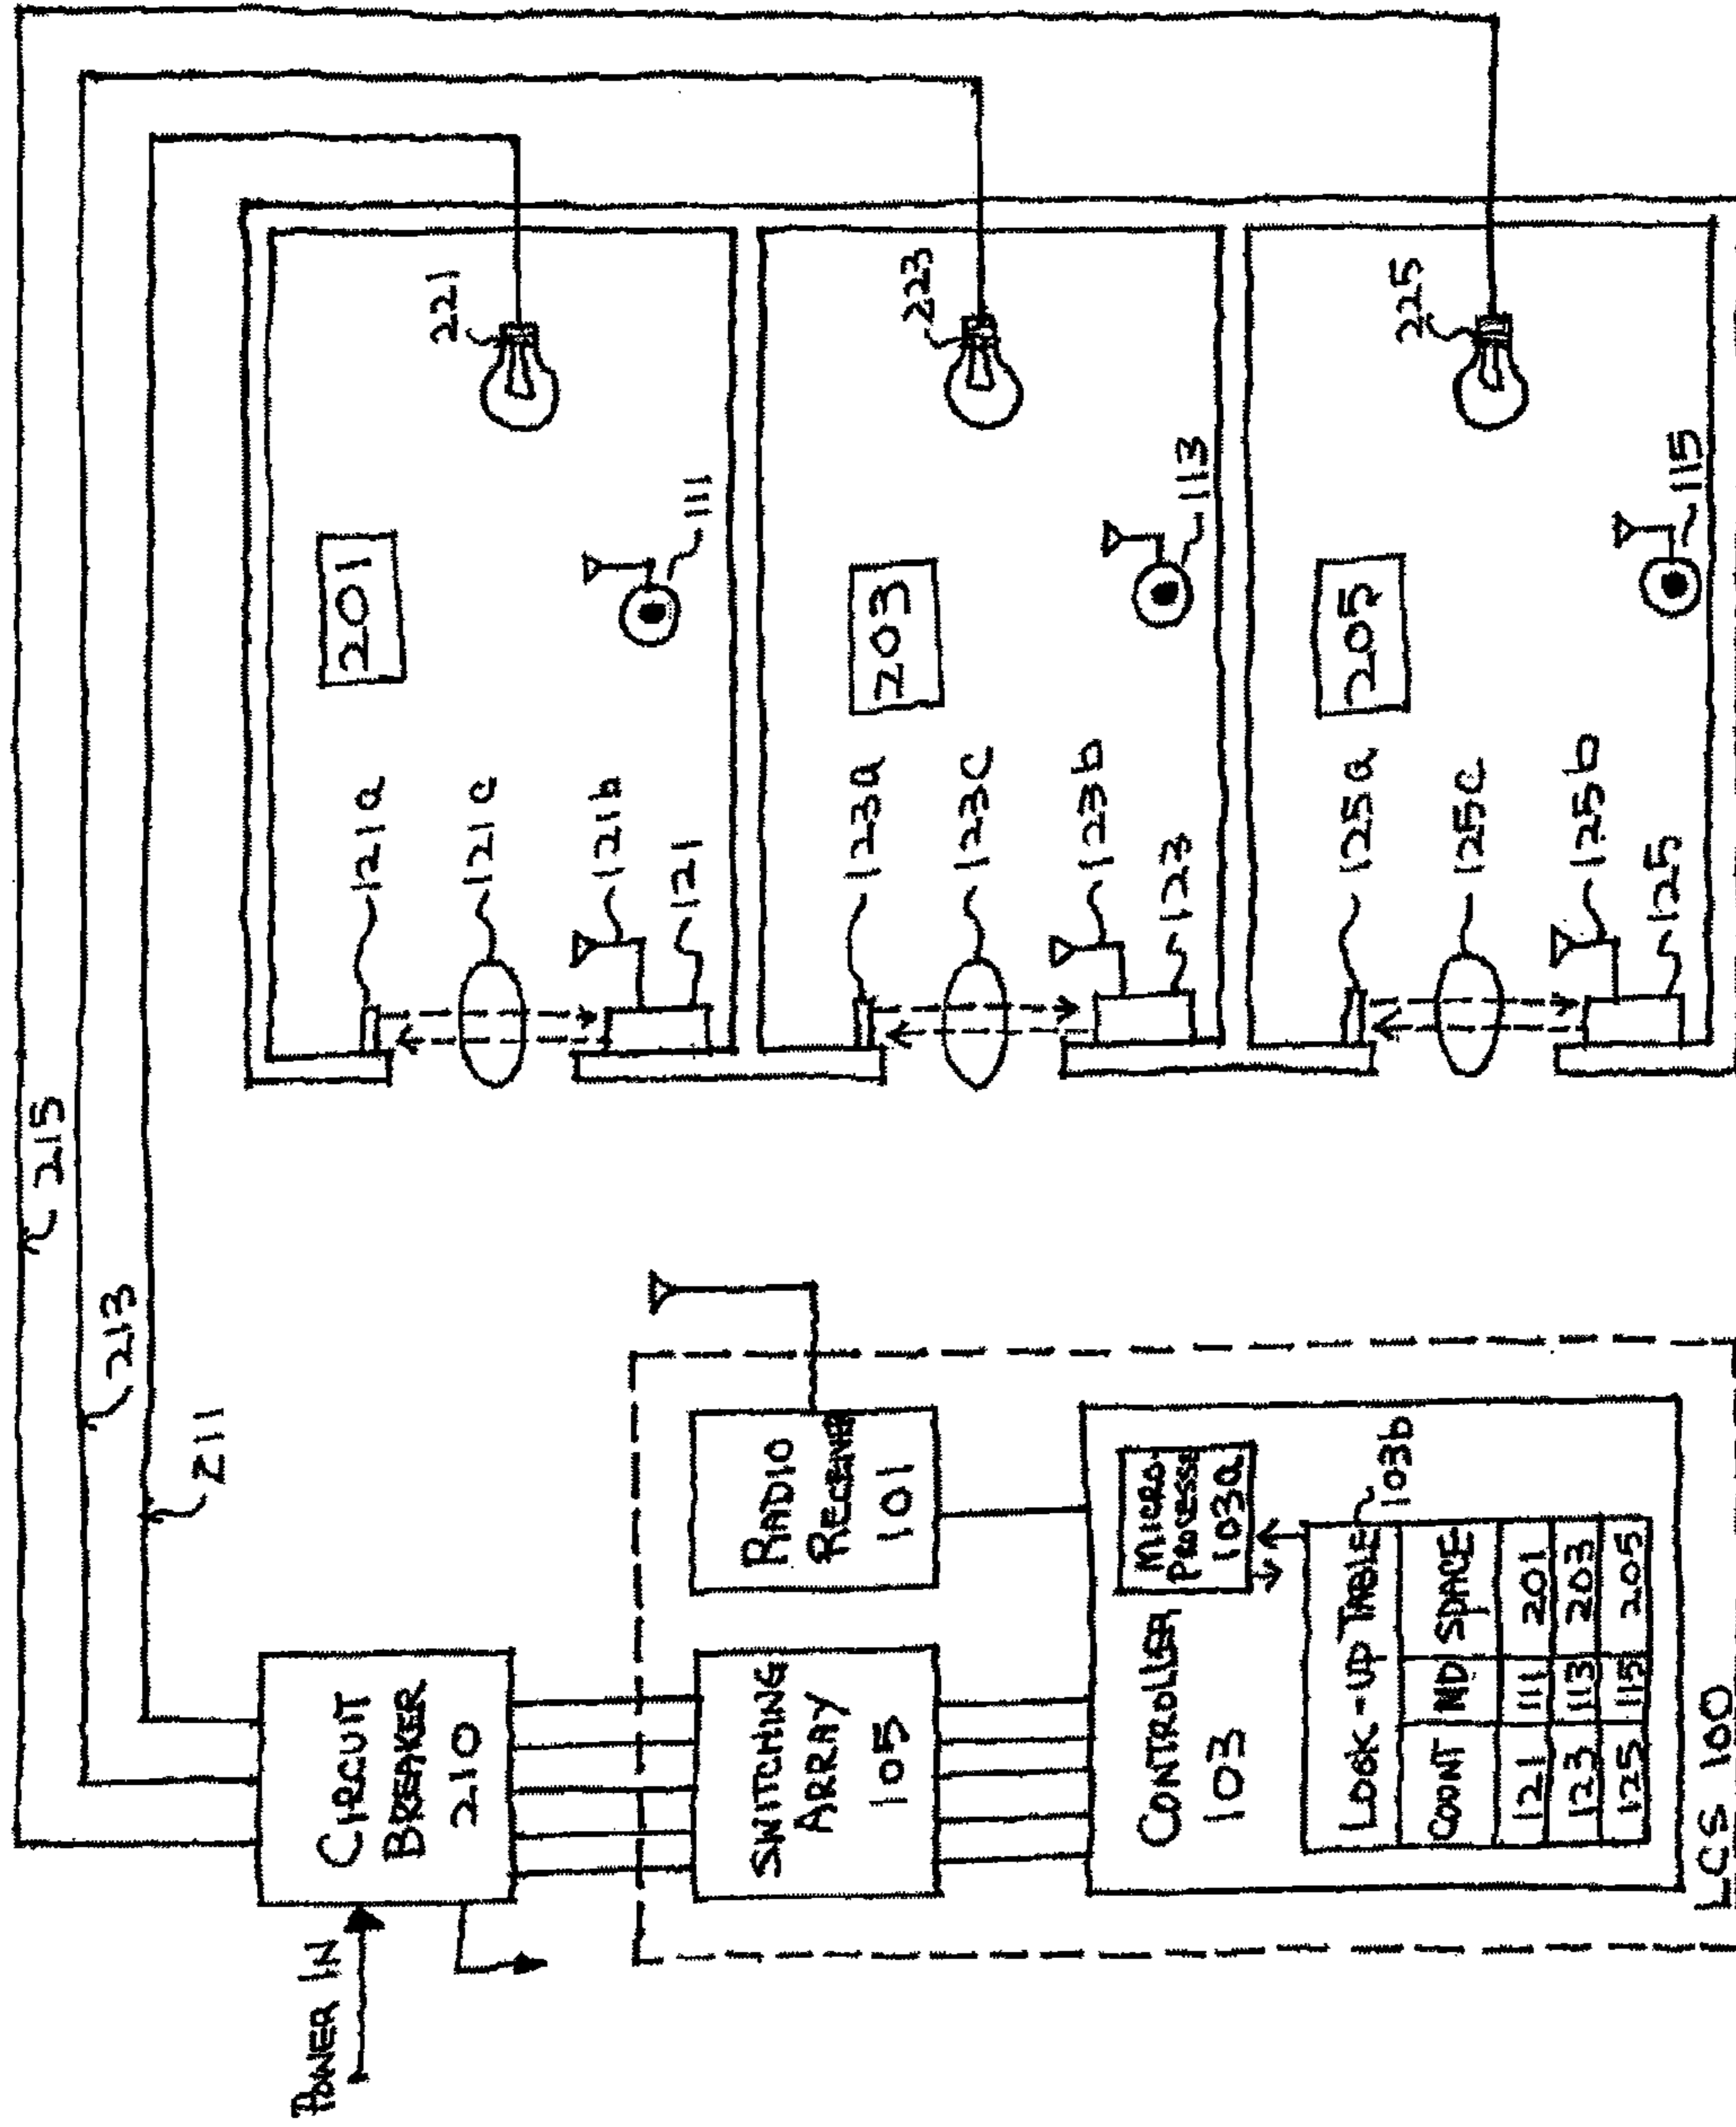 POWER IN
CIRCUIT
BREAKER
210
215
213
211
SWITCHING
ARRAY
105
RADIO
RECEIVER
101
CONTROLLER
103
MICRO-
PROCESSE
103a
LOOK-UP TABLE
103b
COUNT MD SPACE
121 111 201
123 113 203
125 115 205
LCS 100
121a
121c
121b
121
201
111
221
123a
123c
123b
123
203
113
223
125a
125c
125b
125
205
115
225